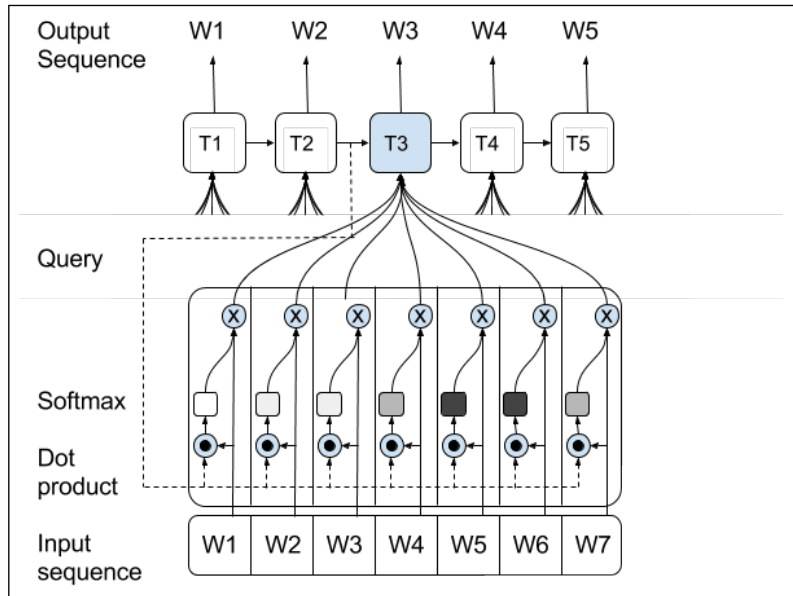 Output Sequence
W1 W2 W3 W4 W5
T1 T2 T3 T4 T5
Query
X X X X X X X
Softmax
Dot
product
Input
sequence
W1 W2 W3 W4 W5 W6 W7